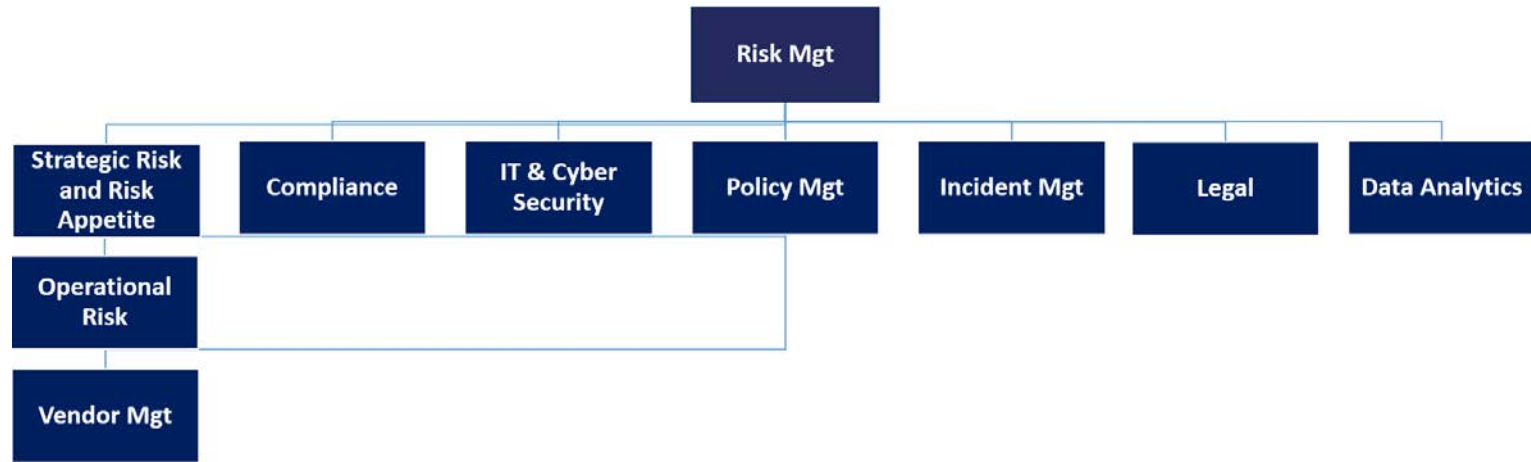 Risk Mgt
Strategic Risk
and Risk
Appetite
Compliance
IT & Cyber
Security
Policy Mgt
Incident Mgt
Legal
Data Analytics
Operational
Risk
Vendor Mgt